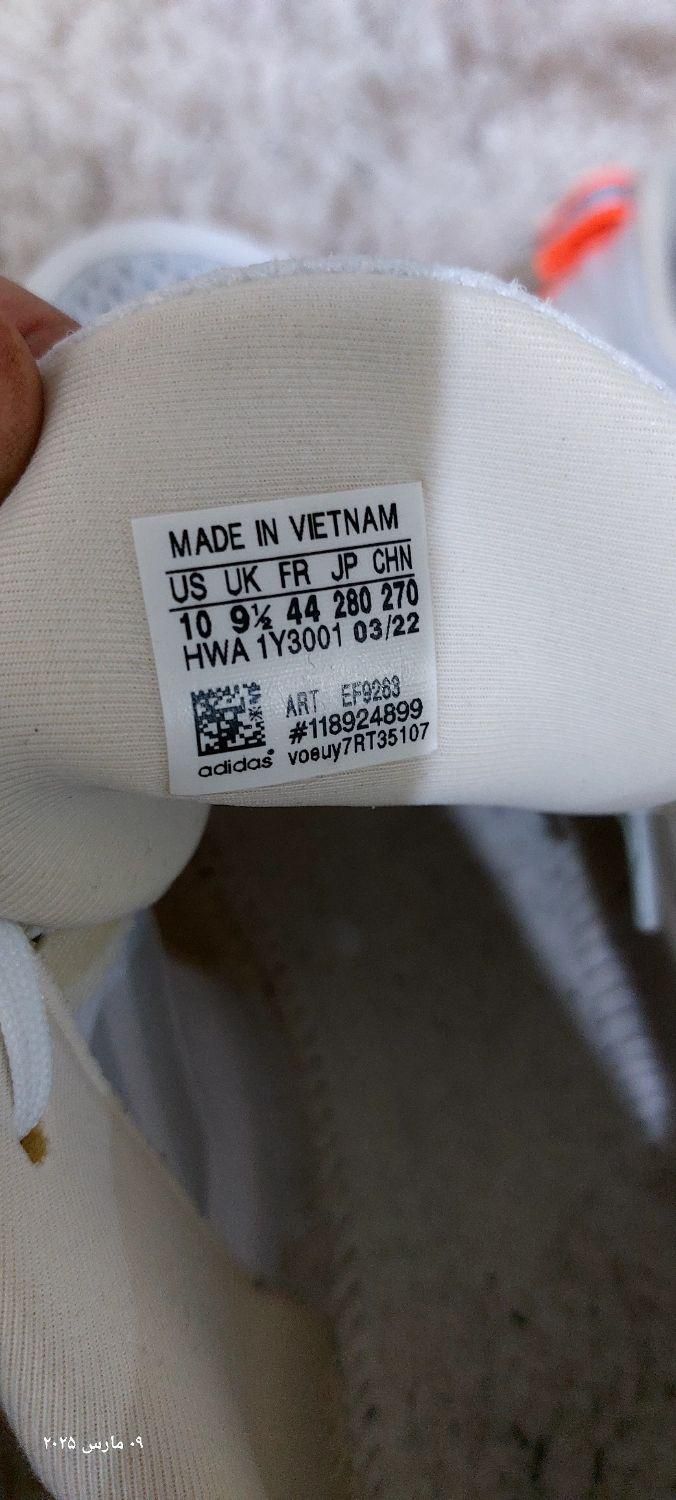 MADE IN VIETNAM
US UK FR JP CHN
10 9½ 44 280 270
HWA 1Y3001 03/22
ART EF9283
#118924899
adidas voeuy7RT35107
٠٩ مارس ٢٠٢٥